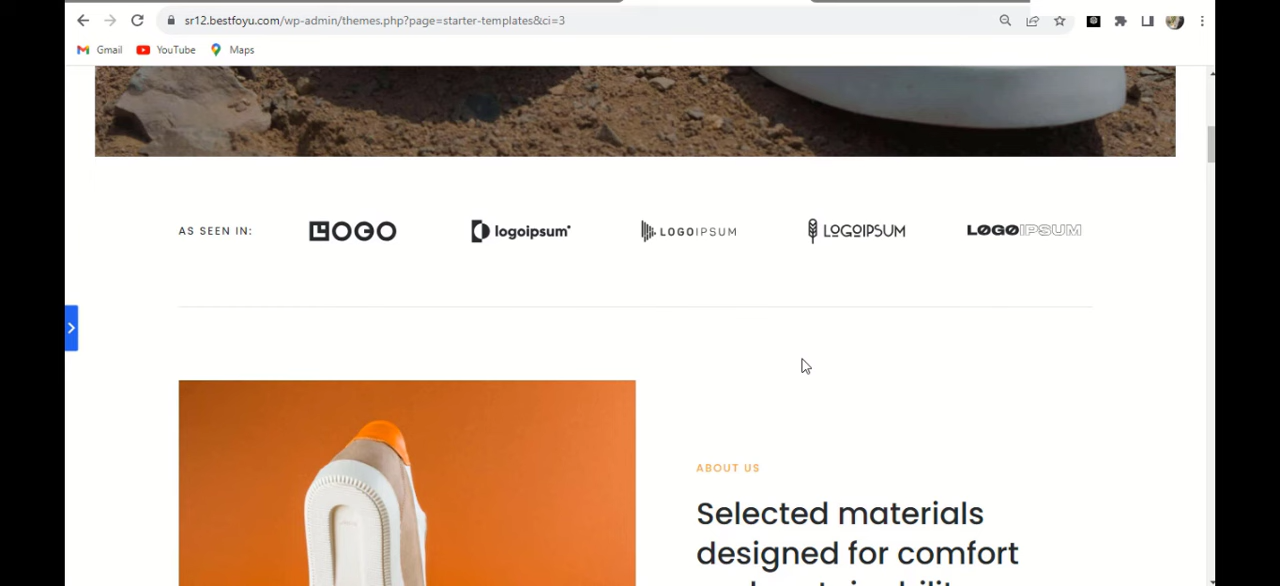 sr12.bestfoyu.com/wp-admin/themes.php?page=starter-templates&ci=3
Gmail YouTube Maps
AS SEEN IN: LOGO logoipsum LOGOIPSUM LOGOIPSUM LOGOIPSUM
ABOUT US
Selected materials
designed for comfort